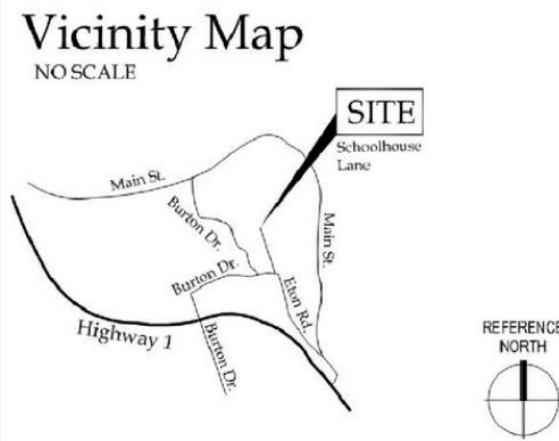 Vicinity Map
NO SCALE
SITE
Schoolhouse
Lane
Main St.
Burton Dr.
Main St.
Burton Dr.
Eton Rd.
Highway 1
Burton Dr.
REFERENCE
NORTH